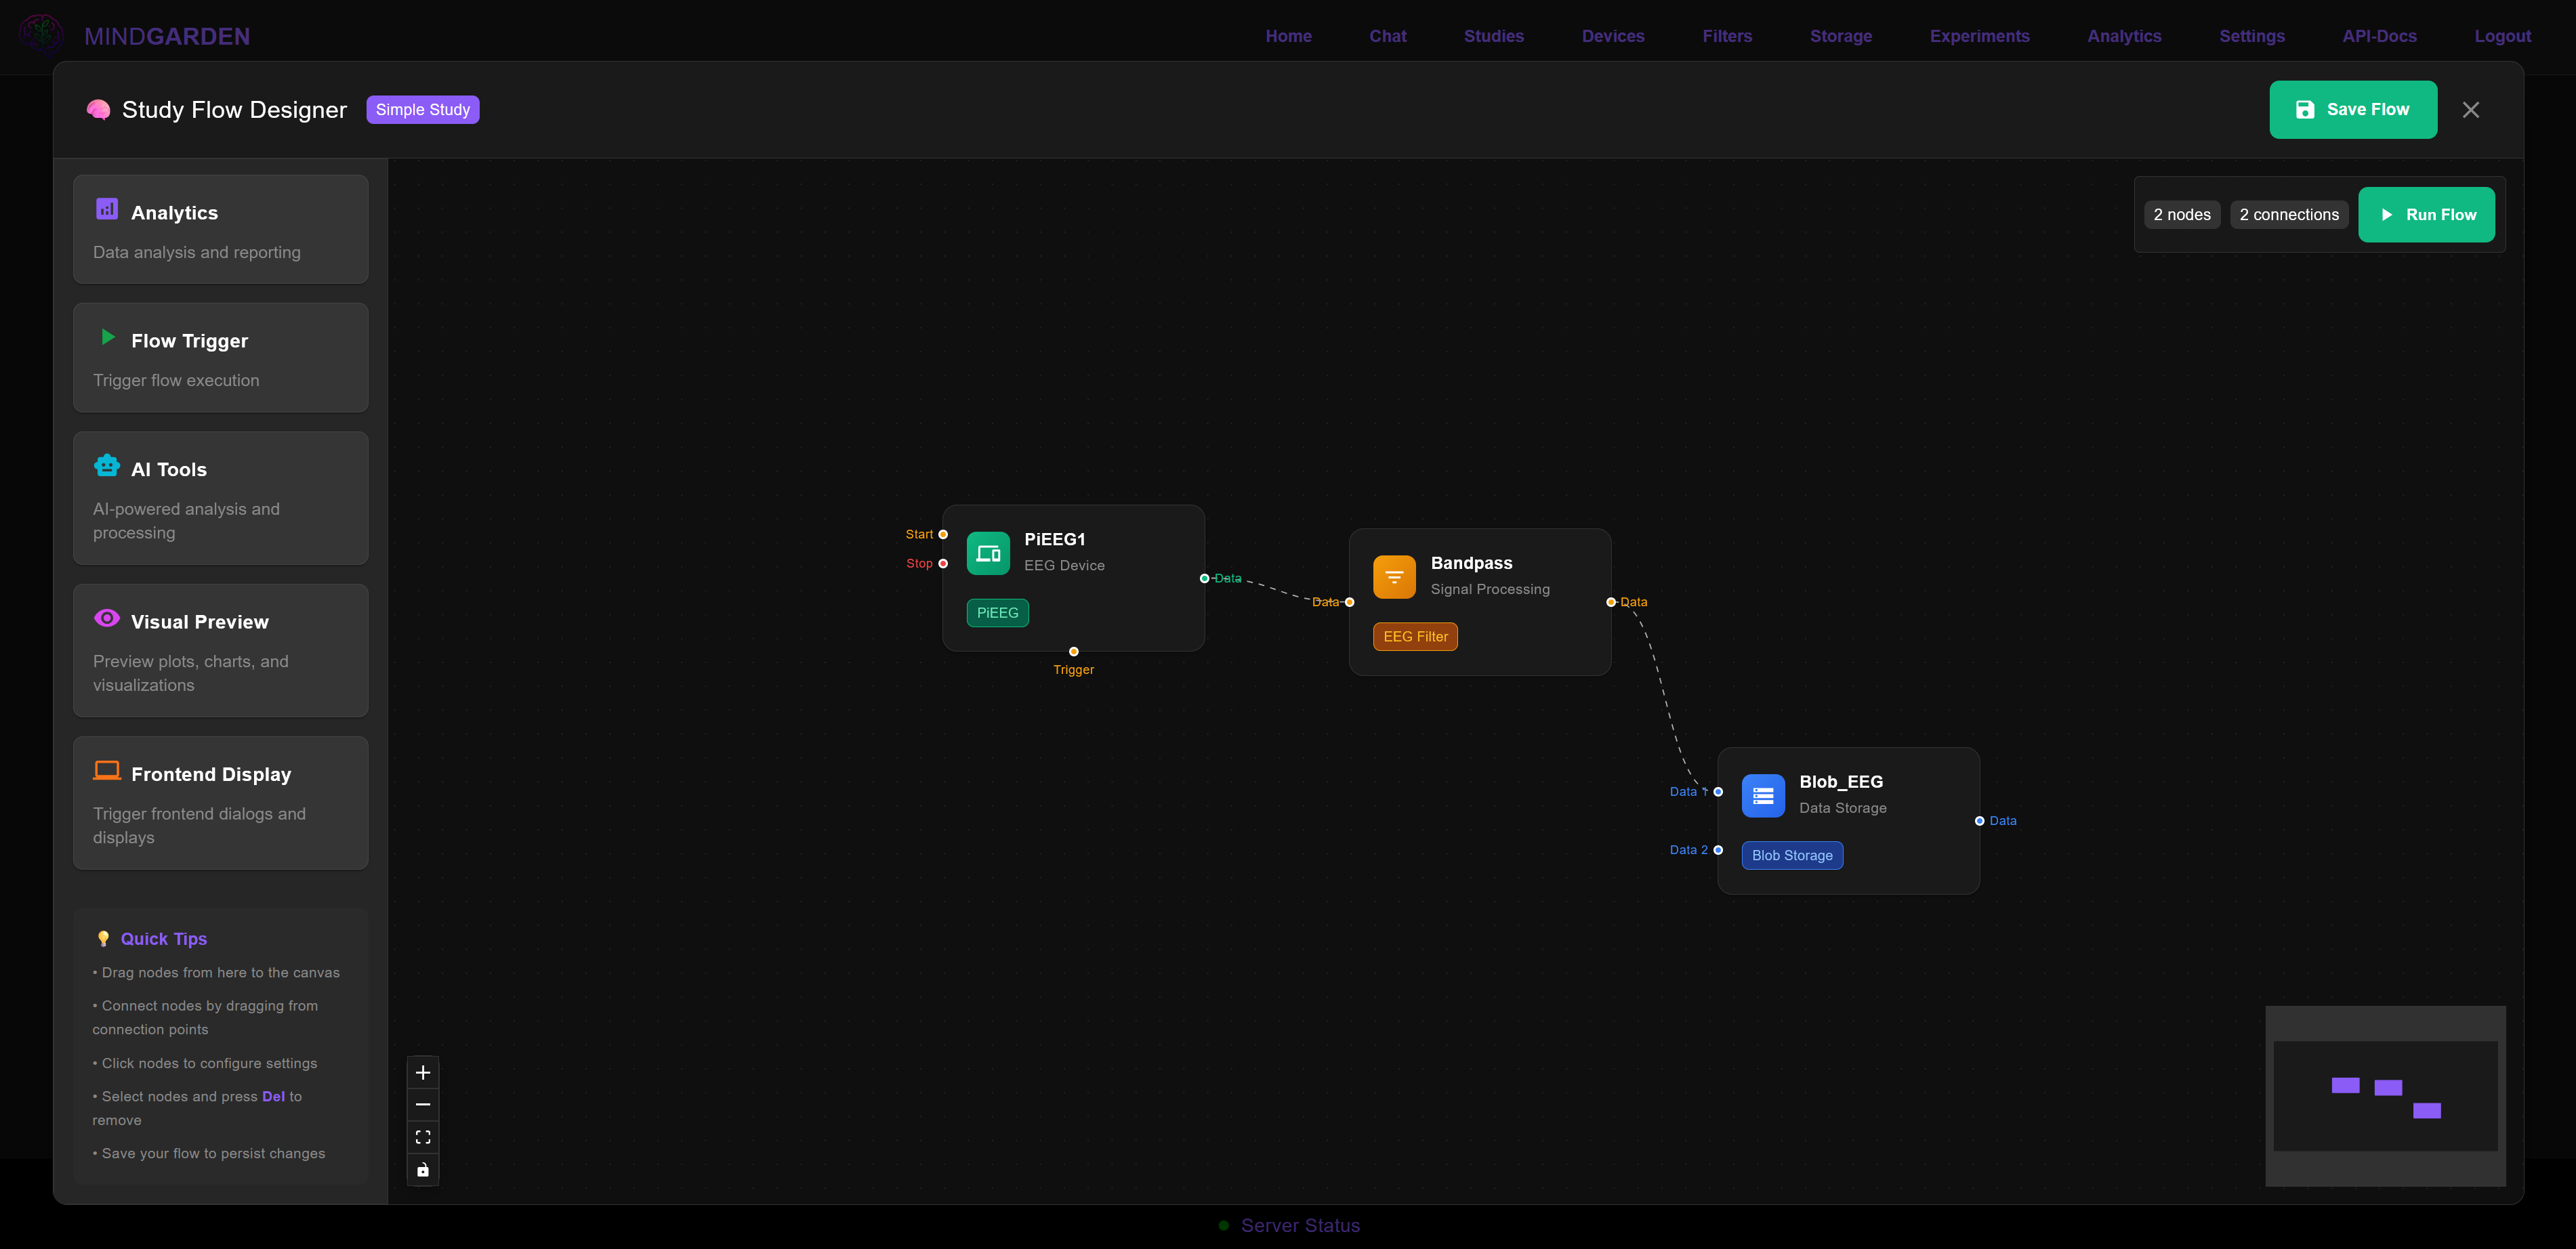 MINDGARDEN
Home Chat Studies Devices Filters Storage Experiments Analytics Settings API-Docs Logout
Study Flow Designer
Simple Study
Save Flow
Analytics
Data analysis and reporting
Flow Trigger
Trigger flow execution
AI Tools
AI-powered analysis and
processing
Visual Preview
Preview plots, charts, and
visualizations
Frontend Display
Trigger frontend dialogs and
displays
Quick Tips
• Drag nodes from here to the canvas
• Connect nodes by dragging from
connection points
• Click nodes to configure settings
• Select nodes and press Del to
remove
• Save your flow to persist changes
2 nodes
2 connections
Run Flow
Start
Stop
PiEEG1
EEG Device
PiEEG
Data
Trigger
Data
Bandpass
Signal Processing
EEG Filter
Data
Data 1
Data 2
Blob_EEG
Data Storage
Blob Storage
Data
Server Status